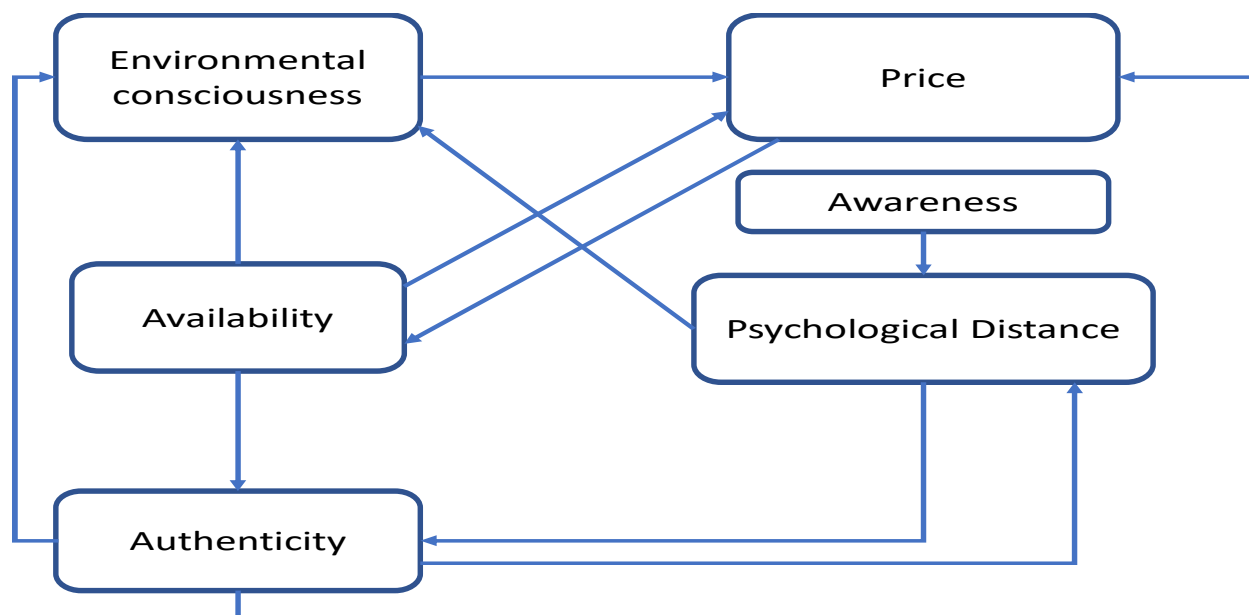 Environmental
consciousness
Price
Awareness
Availability
Psychological Distance
Authenticity